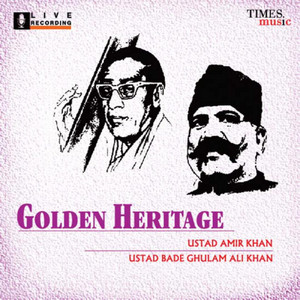 LIVE
RECORDING
TIMES
music
GOLDEN HERITAGE
USTAD AMIR KHAN
USTAD BADE GHULAM ALI KHAN